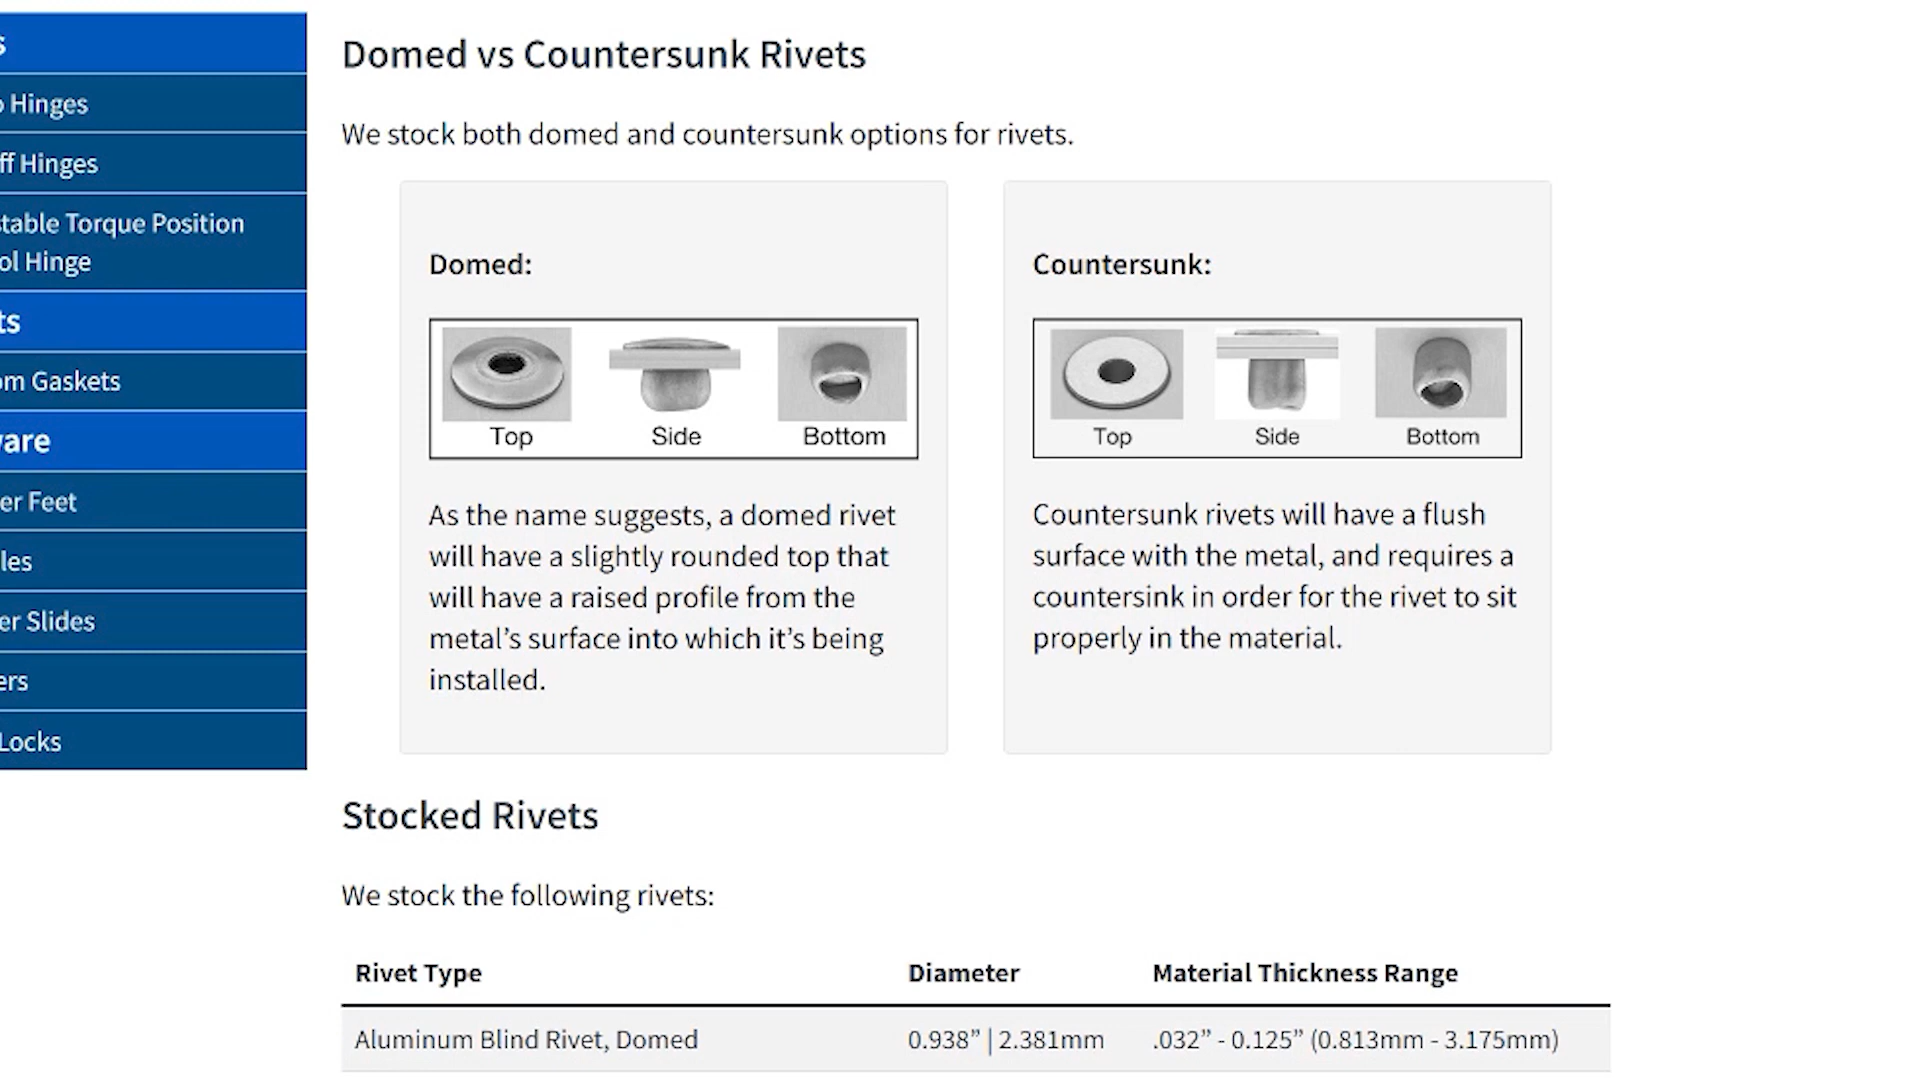 s
Hinges
ff Hinges
stable Torque Position
ol Hinge
ts
om Gaskets
are
er Feet
les
er Slides
ers
Locks
Domed vs Countersunk Rivets
We stock both domed and countersunk options for rivets.
Domed:
Top Side Bottom
As the name suggests, a domed rivet
will have a slightly rounded top that
will have a raised profile from the
metal’s surface into which it’s being
installed.
Countersunk:
Top Side Bottom
Countersunk rivets will have a flush
surface with the metal, and requires a
countersink in order for the rivet to sit
properly in the material.
Stocked Rivets
We stock the following rivets:
Rivet Type Diameter Material Thickness Range
Aluminum Blind Rivet, Domed 0.938” | 2.381mm .032” - 0.125” (0.813mm - 3.175mm)